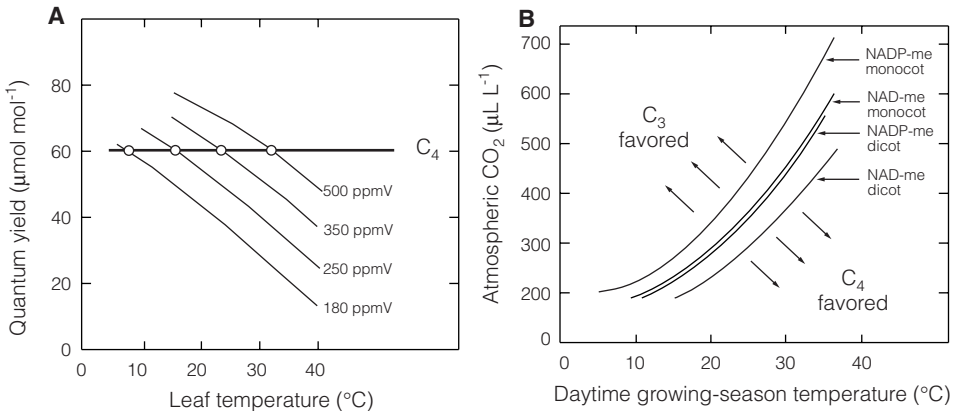 A
Quantum yield (μmol mol⁻¹)
80
60
40
20
0
C₄
500 ppmV
350 ppmV
250 ppmV
180 ppmV
0 10 20 30 40
Leaf temperature (°C)
B
Atmospheric CO₂ (μL L⁻¹)
700
600
500
400
300
200
0
C₃
favored
NADP-me
monocot
NAD-me
monocot
NADP-me
dicot
NAD-me
dicot
C₄
favored
0 10 20 30 40
Daytime growing-season temperature (°C)